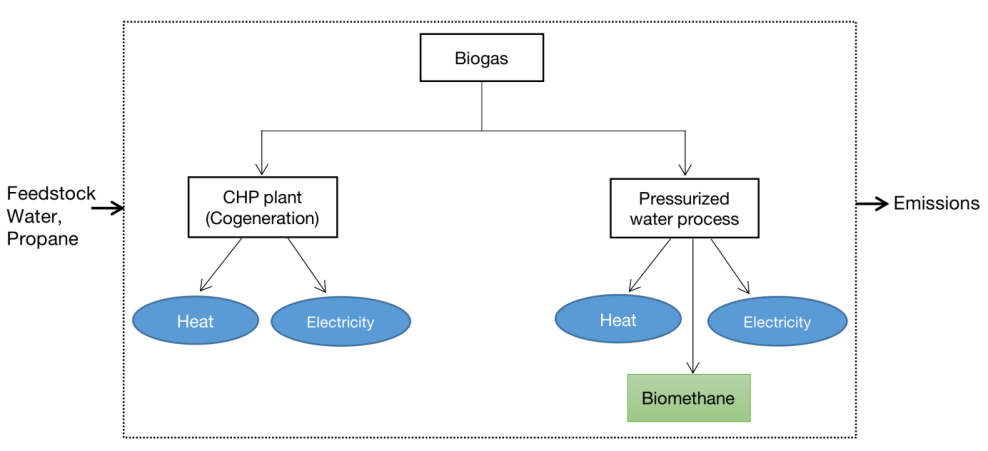 Biogas
Feedstock
Water,
Propane
CHP plant
(Cogeneration)
Pressurized
water process
Emissions
Heat
Electricity
Heat
Electricity
Biomethane